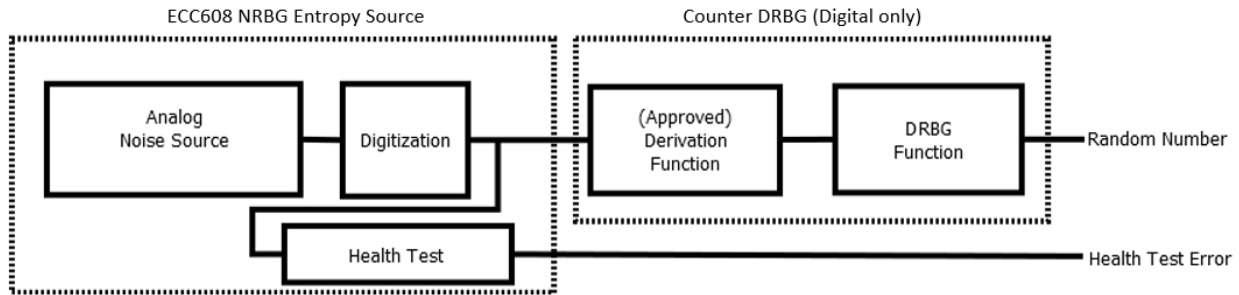 ECC608 NRBG Entropy Source
Counter DRBG (Digital only)
Analog
Noise Source
Digitization
(Approved)
Derivation
Function
DRBG
Function
Random Number
Health Test
Health Test Error